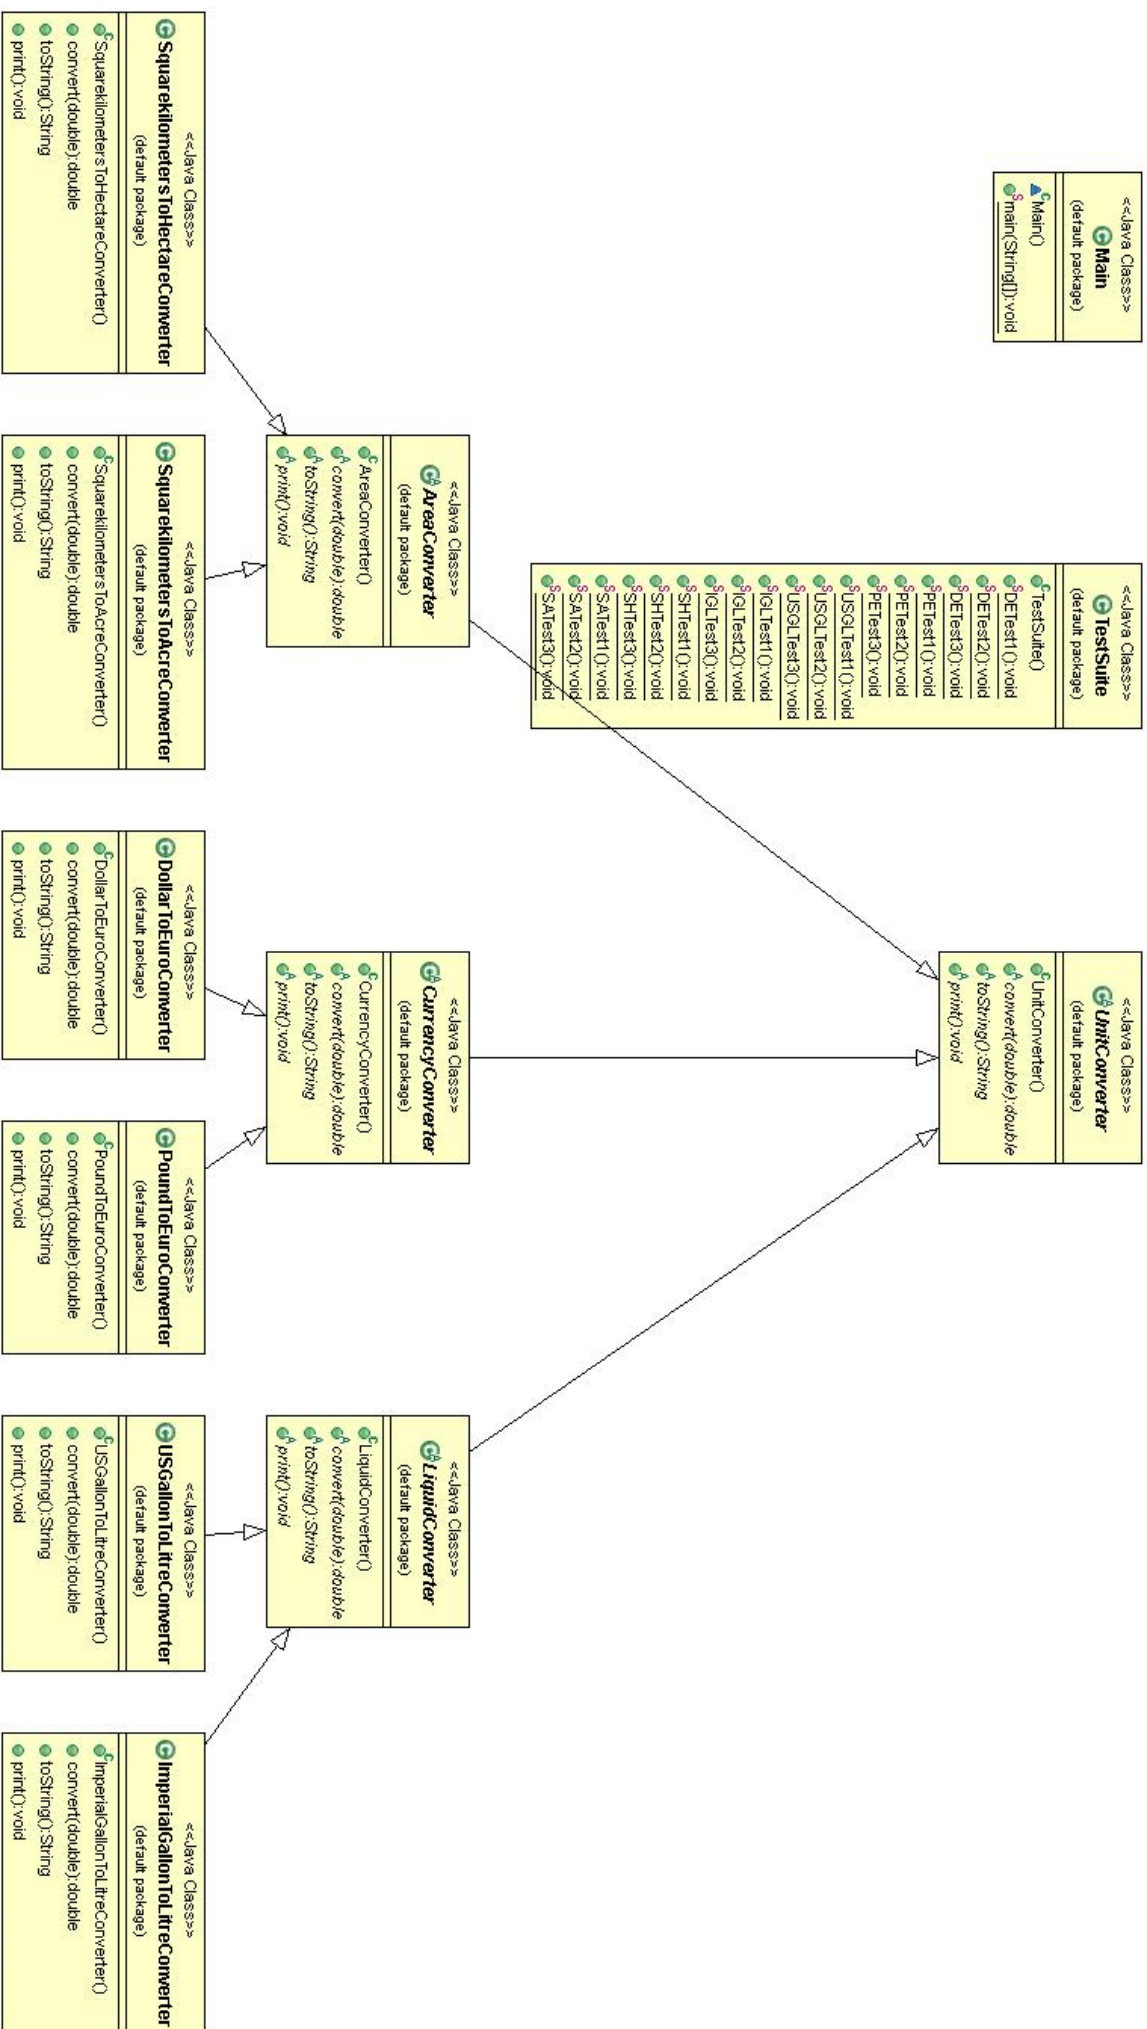 <<Java Class>>
Main
(default package)
Main()
main(String[]):void
<<Java Class>>
TestSuite
(default package)
TestSuite()
DETest1():void
DETest2():void
DETest3():void
PETest1():void
PETest2():void
PETest3():void
USGLTest1():void
USGLTest2():void
USGLTest3():void
IGLTest1():void
IGLTest2():void
IGLTest3():void
SHTest1():void
SHTest2():void
SHTest3():void
SATest1():void
SATest2():void
SATest3():void
<<Java Class>>
UnitConverter
(default package)
UnitConverter()
convert(double):double
toString():String
print():void
<<Java Class>>
AreaConverter
(default package)
AreaConverter()
convert(double):double
toString():String
print():void
<<Java Class>>
CurrencyConverter
(default package)
CurrencyConverter()
convert(double):double
toString():String
print():void
<<Java Class>>
LiquidConverter
(default package)
LiquidConverter()
convert(double):double
toString():String
print():void
<<Java Class>>
SquarekilometersToHectareConverter
(default package)
SquarekilometersToHectareConverter()
convert(double):double
toString():String
print():void
<<Java Class>>
SquarekilometersToAcreConverter
(default package)
SquarekilometersToAcreConverter()
convert(double):double
toString():String
print():void
<<Java Class>>
DollarToEuroConverter
(default package)
DollarToEuroConverter()
convert(double):double
toString():String
print():void
<<Java Class>>
PoundToEuroConverter
(default package)
PoundToEuroConverter()
convert(double):double
toString():String
print():void
<<Java Class>>
USGallonToLitreConverter
(default package)
USGallonToLitreConverter()
convert(double):double
toString():String
print():void
<<Java Class>>
ImperialGallonToLitreConverter
(default package)
ImperialGallonToLitreConverter()
convert(double):double
toString():String
print():void